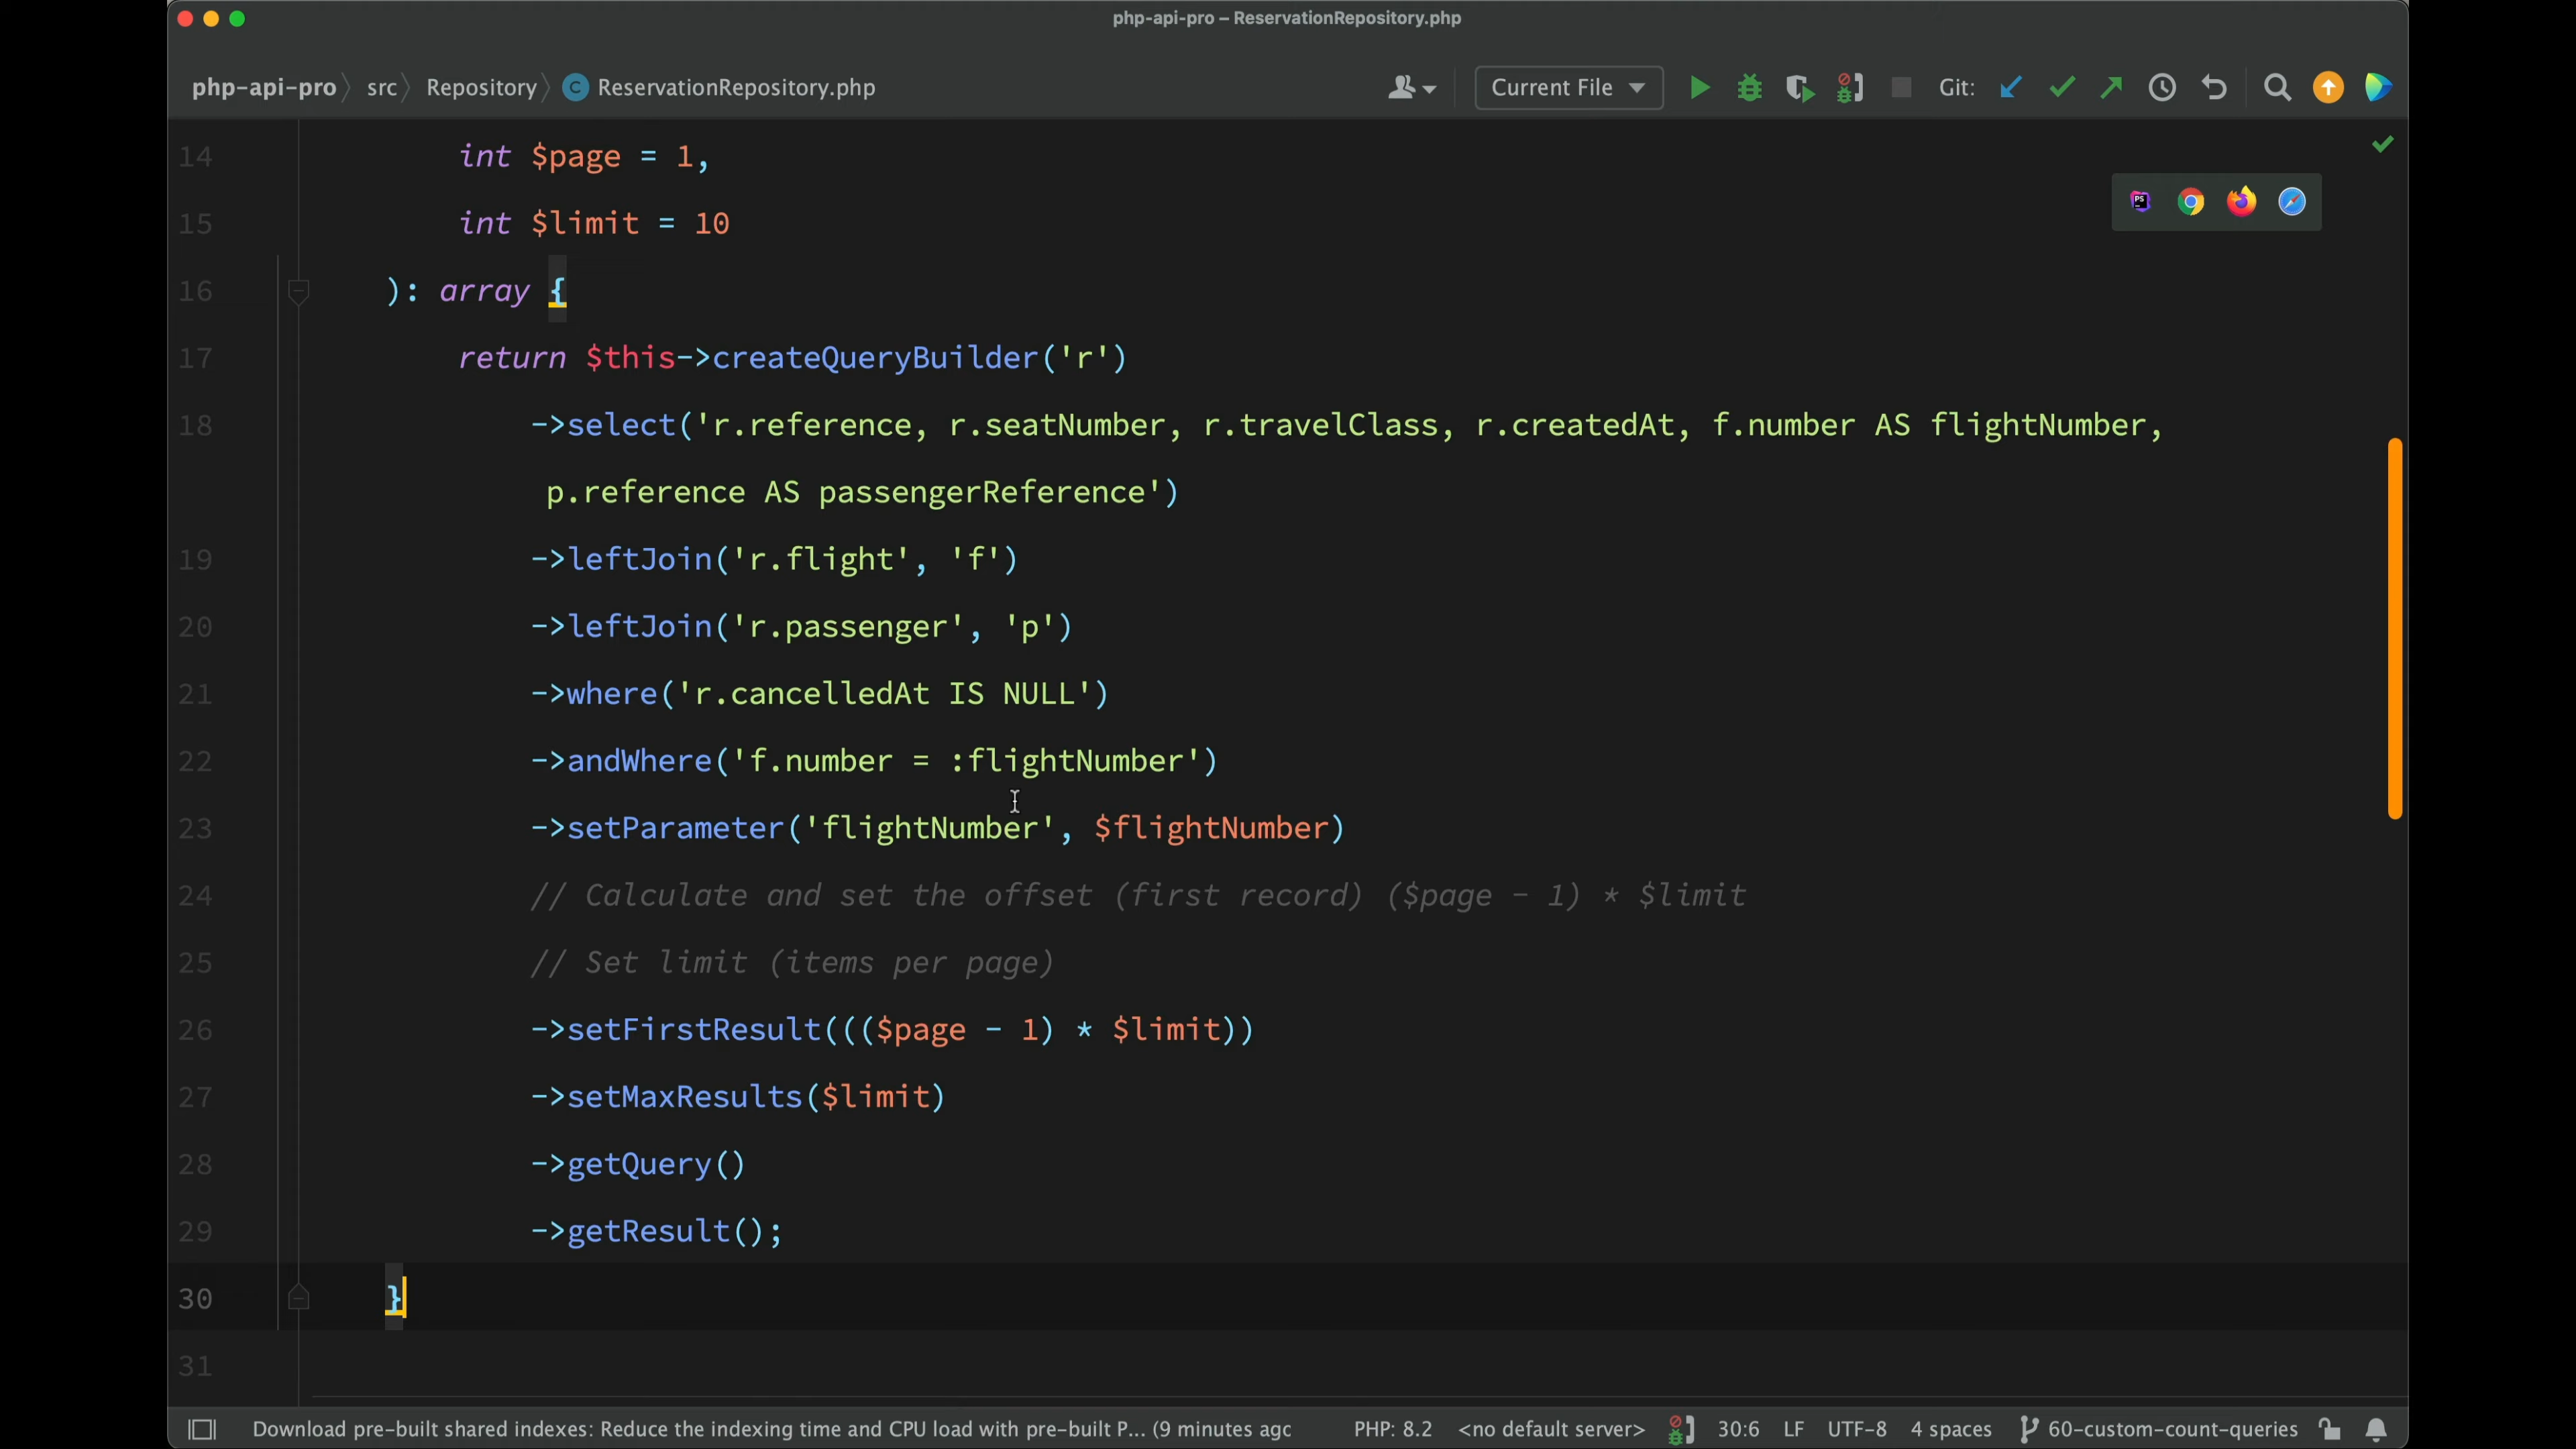 php-api-pro – ReservationRepository.php
php-api-pro src Repository C ReservationRepository.php Current File Git:
14 int $page = 1,
15 int $limit = 10
16 ): array {
17 return $this->createQueryBuilder('r')
18 ->select('r.reference, r.seatNumber, r.travelClass, r.createdAt, f.number AS flightNumber,
p.reference AS passengerReference')
19 ->leftJoin('r.flight', 'f')
20 ->leftJoin('r.passenger', 'p')
21 ->where('r.cancelledAt IS NULL')
22 ->andWhere('f.number = :flightNumber')
23 ->setParameter('flightNumber', $flightNumber)
24 // Calculate and set the offset (first record) ($page - 1) * $limit
25 // Set limit (items per page)
26 ->setFirstResult((($page - 1) * $limit))
27 ->setMaxResults($limit)
28 ->getQuery()
29 ->getResult();
30 }
31
Download pre-built shared indexes: Reduce the indexing time and CPU load with pre-built P... (9 minutes agc PHP: 8.2 <no default server> 30:6 LF UTF-8 4 spaces 60-custom-count-queries